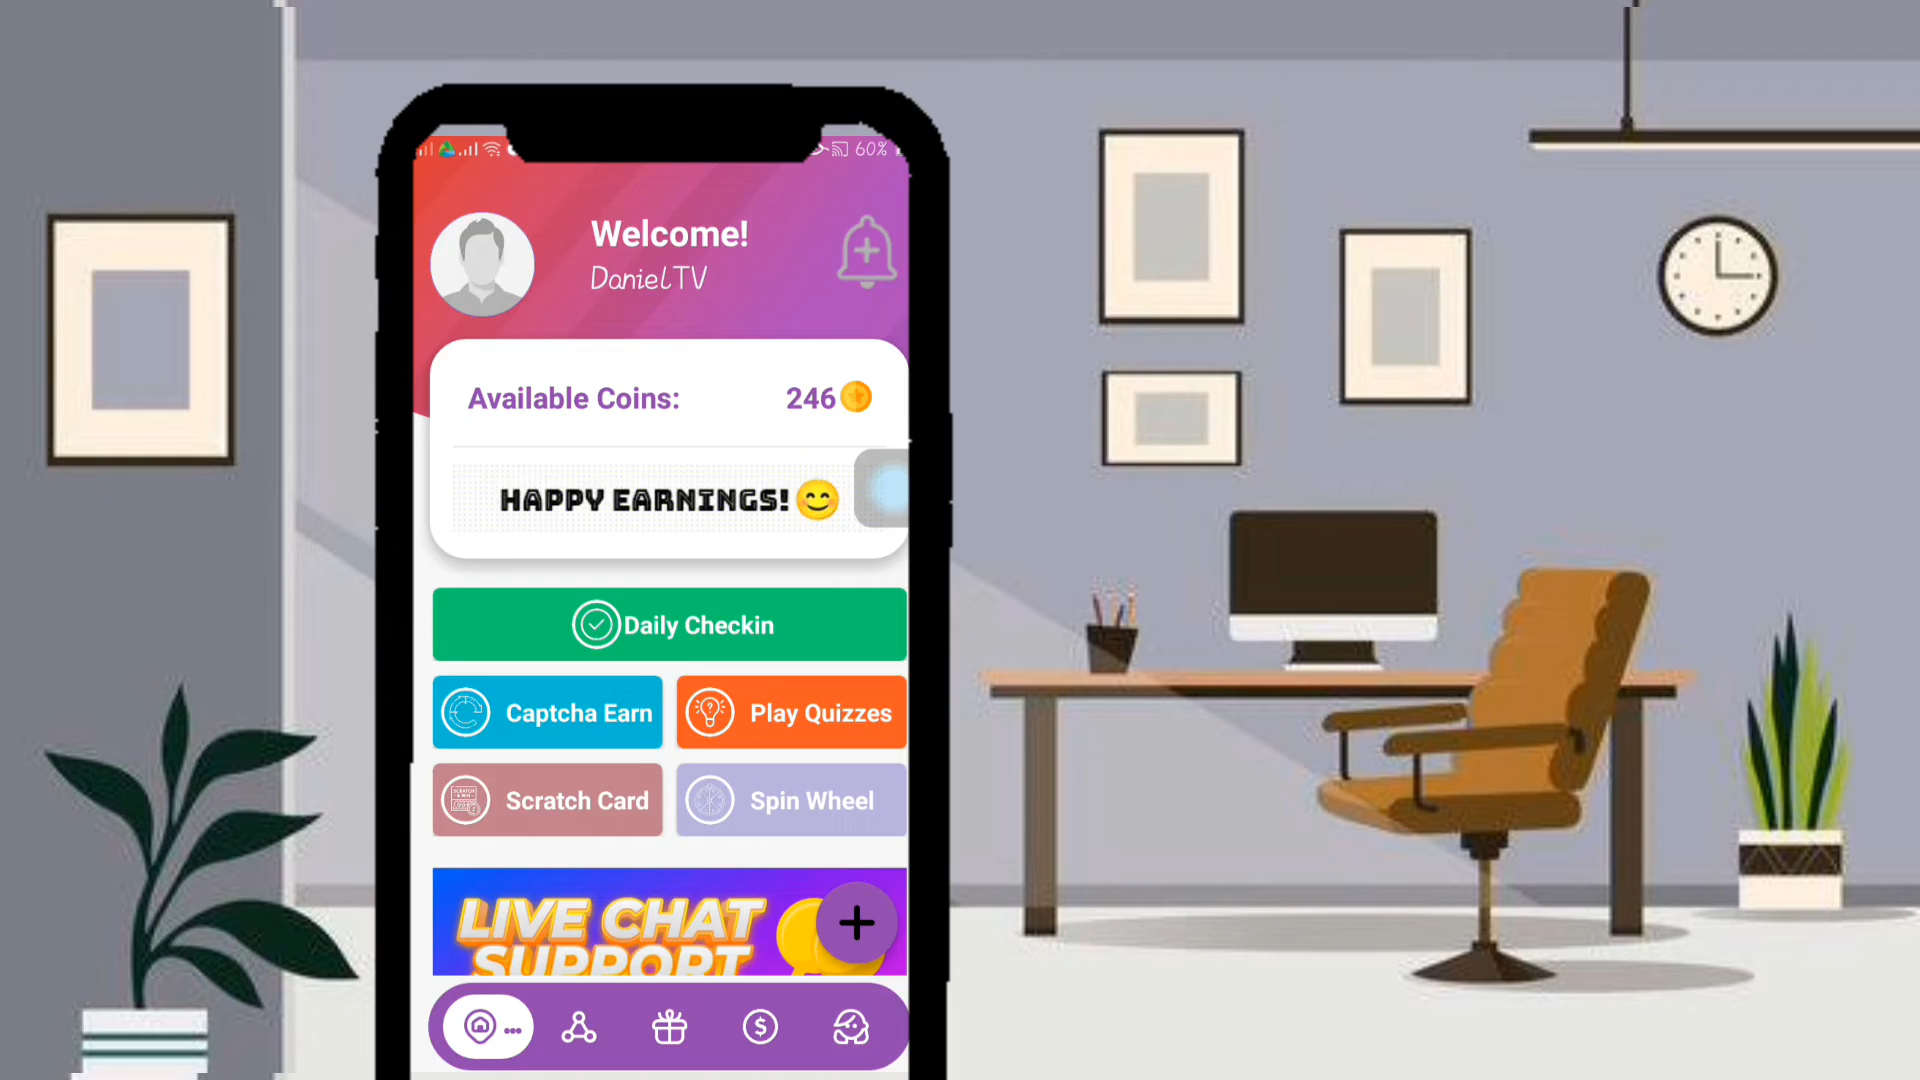 60%
Welcome!
DanielTV
Available Coins: 246
HAPPY EARNINGS!
Daily Checkin
Captcha Earn
Play Quizzes
Scratch Card
Spin Wheel
LIVE CHAT
SUPPORT